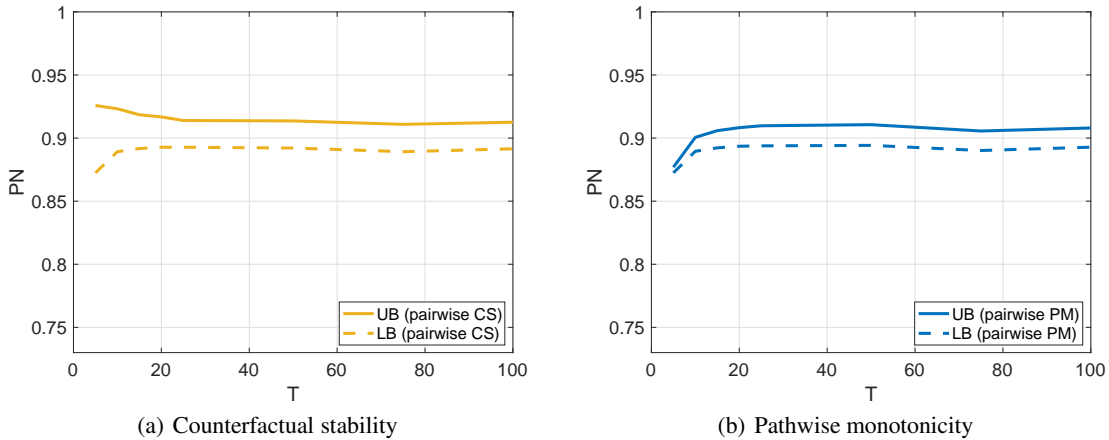 1
0.95
0.9
0.85
0.8
0.75
PN
0 20 40 60 80 100
T
UB (pairwise CS)
LB (pairwise CS)
(a) Counterfactual stability
1
0.95
0.9
0.85
0.8
0.75
PN
0 20 40 60 80 100
T
UB (pairwise PM)
LB (pairwise PM)
(b) Pathwise monotonicity